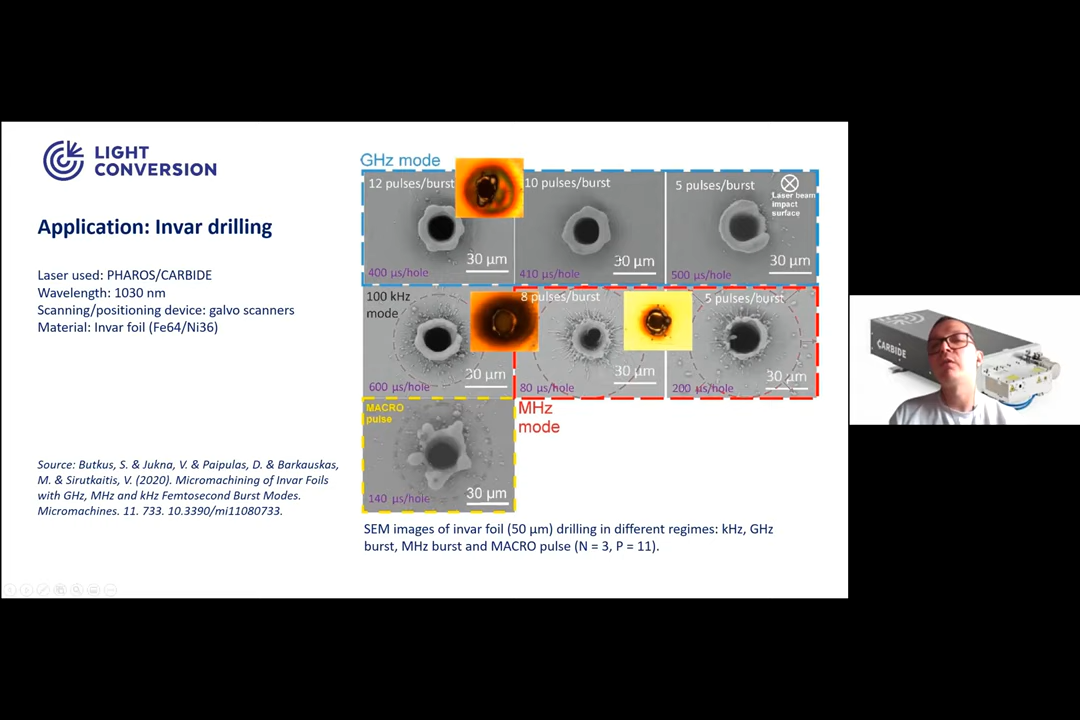 LIGHT
CONVERSION
Application: Invar drilling
Laser used: PHAROS/CARBIDE
Wavelength: 1030 nm
Scanning/positioning device: galvo scanners
Material: Invar foil (Fe64/Ni36)
Source: Butkus, S. & Jukna, V. & Paipulas, D. & Barkauskas,
M. & Sirutkaitis, V. (2020). Micromachining of Invar Foils
with GHz, MHz and kHz Femtosecond Burst Modes.
Micromachines. 11. 733. 10.3390/mi11080733.
GHz mode
12 pulses/burst
30 µm
400 µs/hole
10 pulses/burst
30 µm
410 µs/hole
5 pulses/burst
Laser beam
impact
surface
30 µm
500 µs/hole
100 kHz
mode
30 µm
600 µs/hole
8 pulses/burst
30 µm
80 µs/hole
5 pulses/burst
30 µm
200 µs/hole
MACRO
pulse
30 µm
140 µs/hole
MHz
mode
SEM images of invar foil (50 µm) drilling in different regimes: kHz, GHz
burst, MHz burst and MACRO pulse (N = 3, P = 11).
CARBIDE